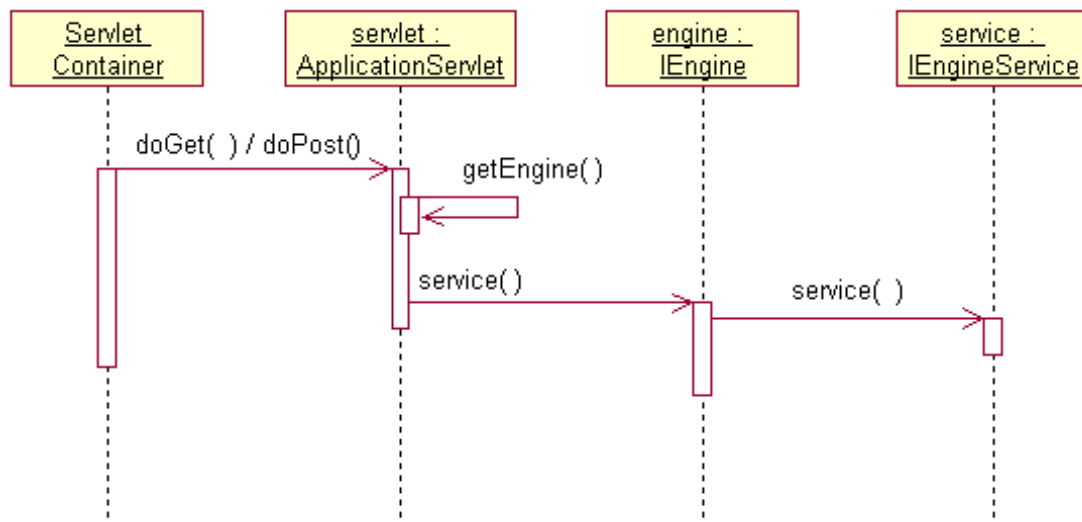 Servlet
Container
servlet :
ApplicationServlet
engine :
IEngine
service :
IEngineService
doGet( ) / doPost()
getEngine( )
service( )
service( )